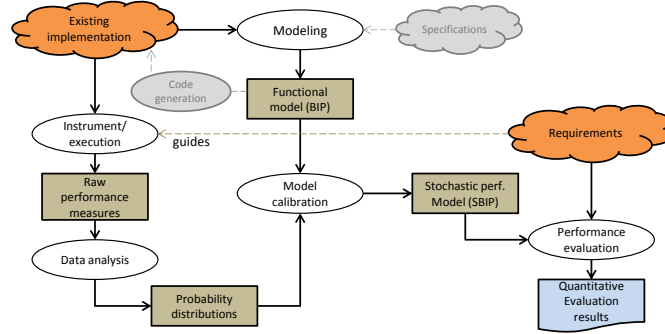 Existing
implementation
Modeling
Specifications
Code
generation
Functional
model (BIP)
Instrument/
execution
guides
Requirements
Raw
performance
measures
Model
calibration
Stochastic perf.
Model (SBIP)
Performance
evaluation
Data analysis
Probability
distributions
Quantitative
Evaluation
results